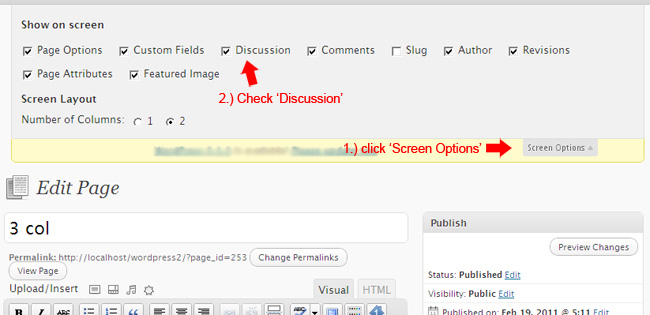 Show on screen
Page Options Custom Fields Discussion Comments Slug Author Revisions
Page Attributes Featured Image
2.) Check ‘Discussion’
Screen Layout
Number of Columns: 1 2
1.) click ‘Screen Options’ Screen Options
Edit Page
3 col
Publish
Preview Changes
Permalink: http://localhost/wordpress2/?page_id=253 Change Permalinks
View Page
Status: Published Edit
Upload/Insert Visual HTML
Visibility: Public Edit
B I ABC
Published on: Feb 19, 2011 @ 5:11 Edit